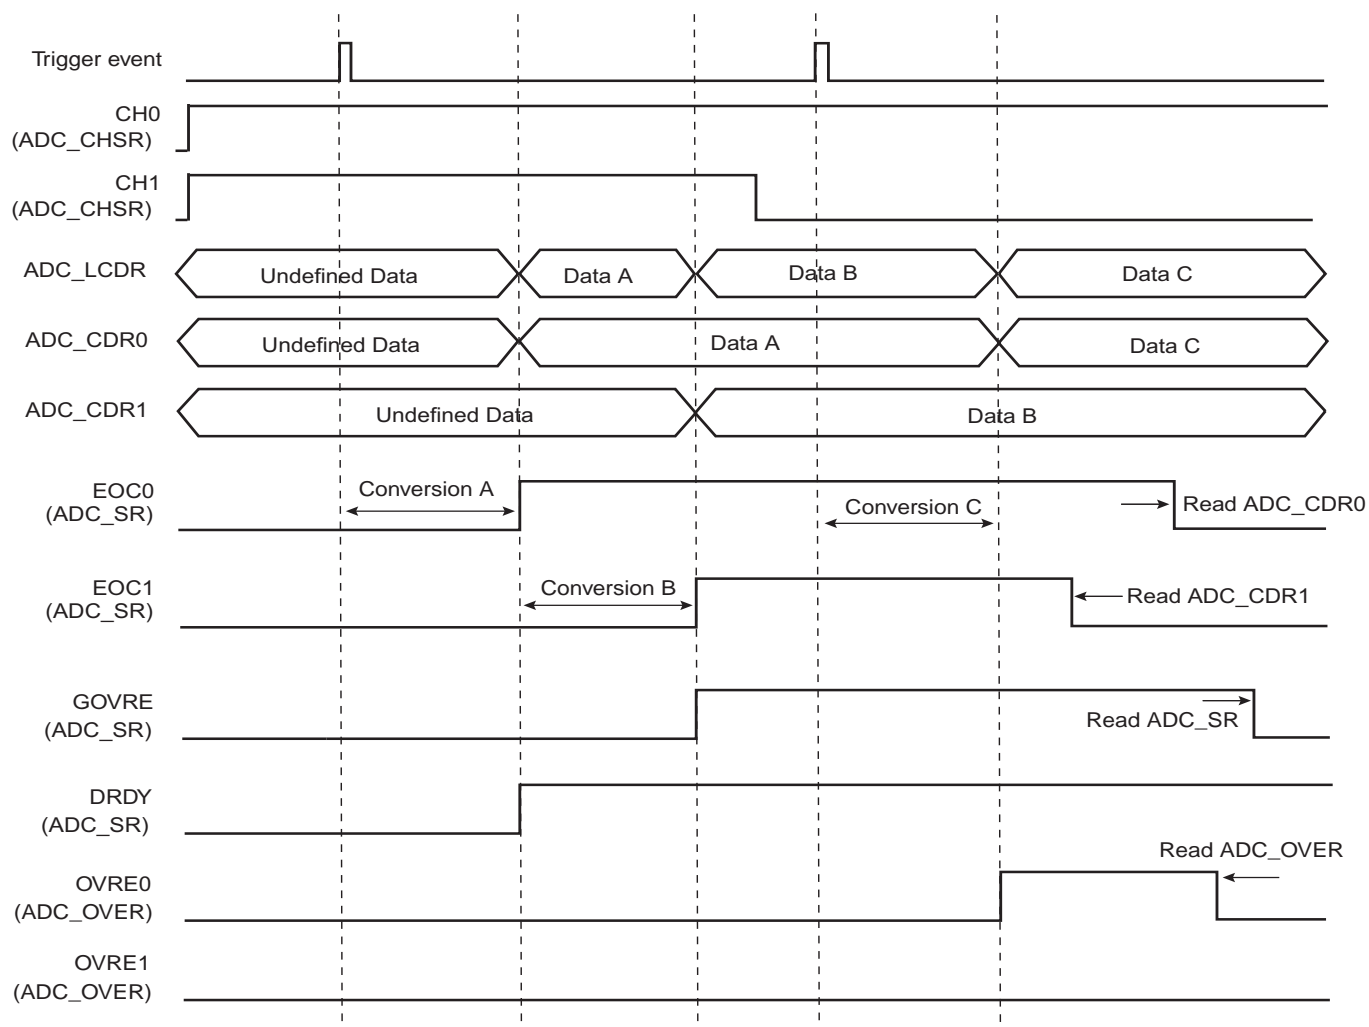 Trigger event
CH0
(ADC_CHSR)
CH1
(ADC_CHSR)
ADC_LCDR
Undefined Data
Data A
Data B
Data C
ADC_CDR0
Undefined Data
Data A
Data C
ADC_CDR1
Undefined Data
Data B
EOC0
(ADC_SR)
Conversion A
Conversion C
Read ADC_CDR0
EOC1
(ADC_SR)
Conversion B
Read ADC_CDR1
GOVRE
(ADC_SR)
Read ADC_SR
DRDY
(ADC_SR)
Read ADC_OVER
OVRE0
(ADC_OVER)
OVRE1
(ADC_OVER)